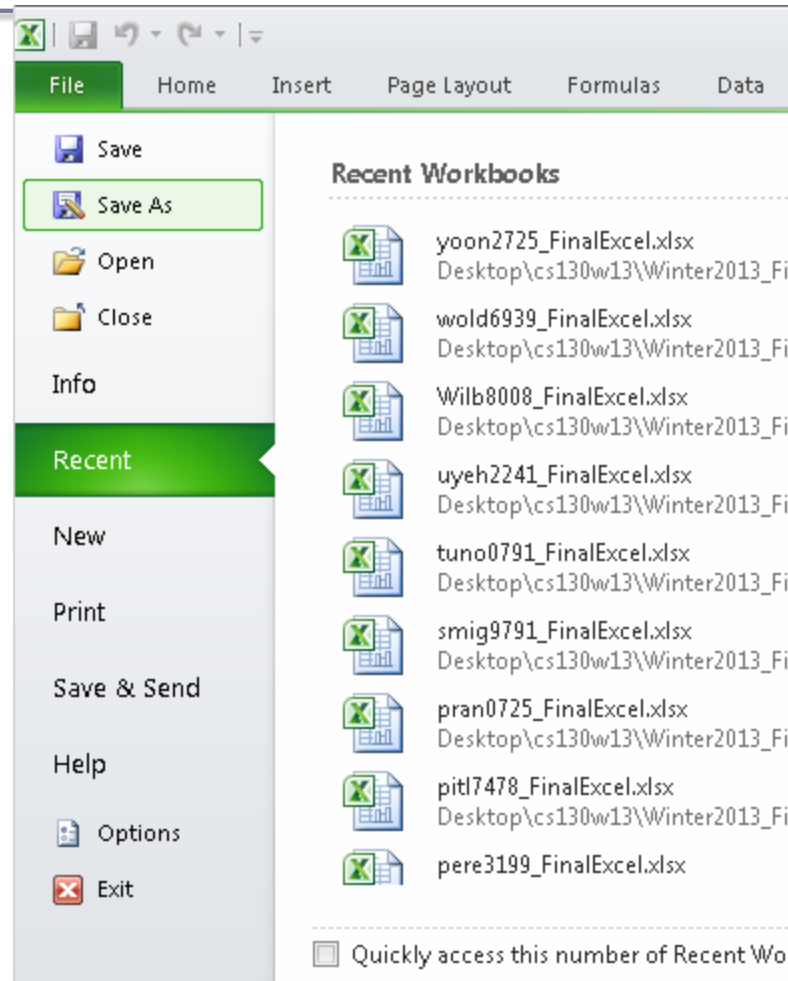 File Home Insert Page Layout Formulas Data
Save
Save As
Open
Close
Info
Recent
New
Print
Save & Send
Help
Options
Exit
Recent Workbooks
yoon2725_FinalExcel.xlsx
Desktop\cs130w13\Winter2013_Fi
wold6939_FinalExcel.xlsx
Desktop\cs130w13\Winter2013_Fi
Wilb8008_FinalExcel.xlsx
Desktop\cs130w13\Winter2013_Fi
uyeh2241_FinalExcel.xlsx
Desktop\cs130w13\Winter2013_Fi
tuno0791_FinalExcel.xlsx
Desktop\cs130w13\Winter2013_Fi
smig9791_FinalExcel.xlsx
Desktop\cs130w13\Winter2013_Fi
pran0725_FinalExcel.xlsx
Desktop\cs130w13\Winter2013_Fi
pitl7478_FinalExcel.xlsx
Desktop\cs130w13\Winter2013_Fi
pere3199_FinalExcel.xlsx
Quickly access this number of Recent Wo